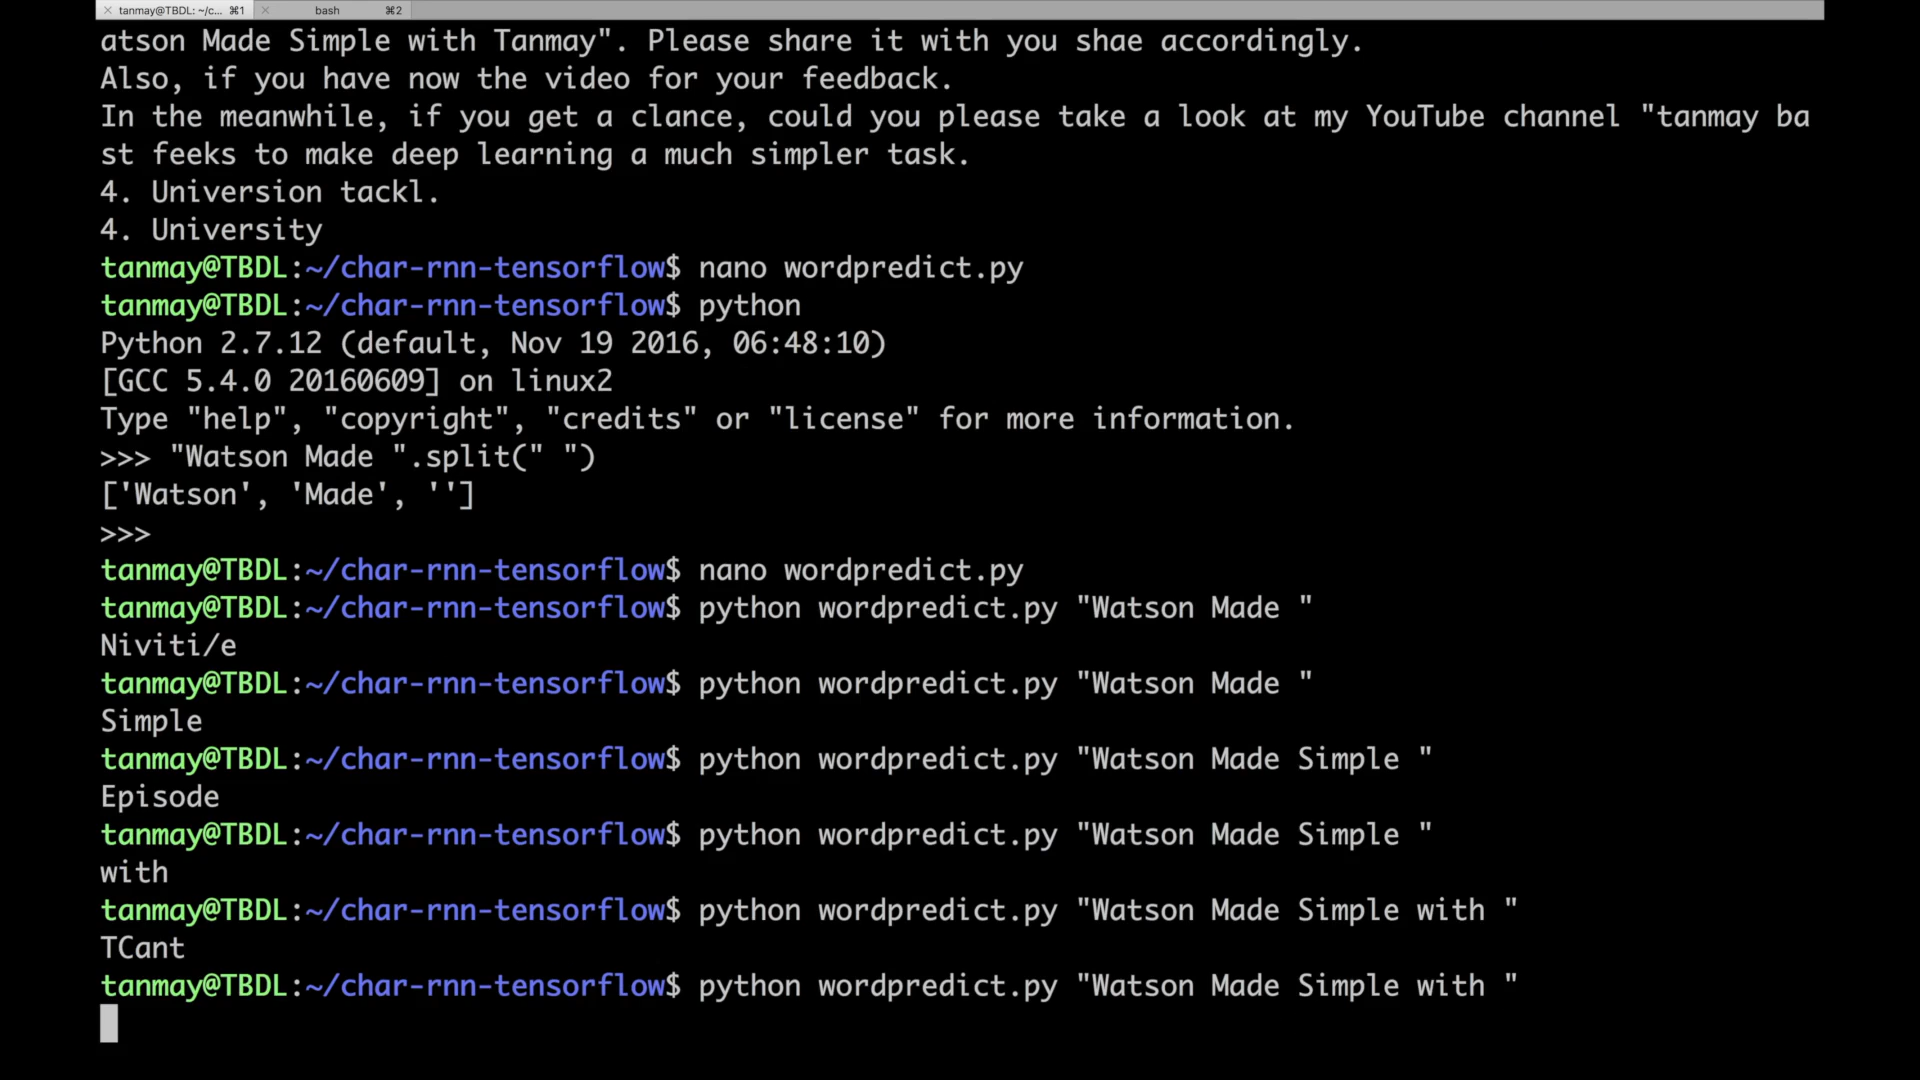 tanmay@TBDL: ~/c... ⌘1 bash ⌘2
atson Made Simple with Tanmay". Please share it with you shae accordingly.
Also, if you have now the video for your feedback.
In the meanwhile, if you get a clance, could you please take a look at my YouTube channel "tanmay ba
st feeks to make deep learning a much simpler task.
4. Universion tackl.
4. University
tanmay@TBDL:~/char-rnn-tensorflow$ nano wordpredict.py
tanmay@TBDL:~/char-rnn-tensorflow$ python
Python 2.7.12 (default, Nov 19 2016, 06:48:10)
[GCC 5.4.0 20160609] on linux2
Type "help", "copyright", "credits" or "license" for more information.
>>> "Watson Made ".split(" ")
['Watson', 'Made', '']
>>>
tanmay@TBDL:~/char-rnn-tensorflow$ nano wordpredict.py
tanmay@TBDL:~/char-rnn-tensorflow$ python wordpredict.py "Watson Made "
Niviti/e
tanmay@TBDL:~/char-rnn-tensorflow$ python wordpredict.py "Watson Made "
Simple
tanmay@TBDL:~/char-rnn-tensorflow$ python wordpredict.py "Watson Made Simple "
Episode
tanmay@TBDL:~/char-rnn-tensorflow$ python wordpredict.py "Watson Made Simple "
with
tanmay@TBDL:~/char-rnn-tensorflow$ python wordpredict.py "Watson Made Simple with "
TCant
tanmay@TBDL:~/char-rnn-tensorflow$ python wordpredict.py "Watson Made Simple with "